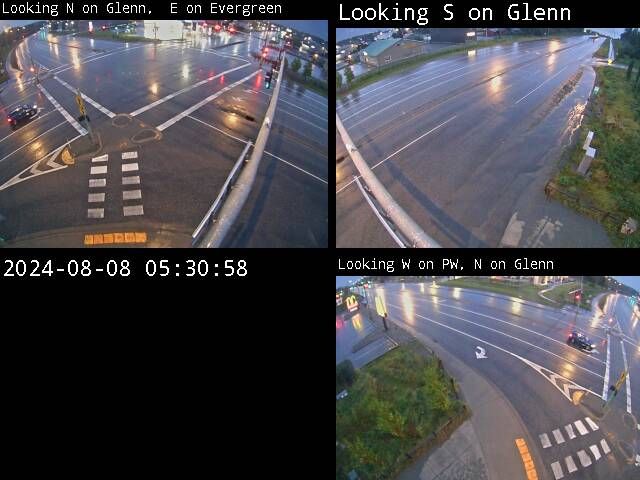 Looking N on Glenn,  E on Evergreen
Looking S on Glenn
2024-08-08 05:30:58
Looking W on PW, N on Glenn